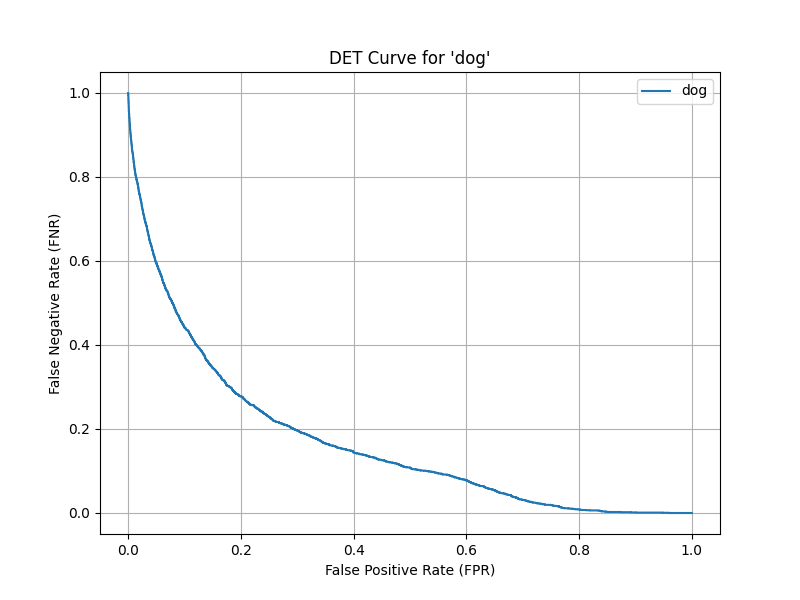 DET Curve for 'dog'
dog
1.0
0.8
0.6
0.4
0.2
0.0
False Negative Rate (FNR)
0.0 0.2 0.4 0.6 0.8 1.0
False Positive Rate (FPR)